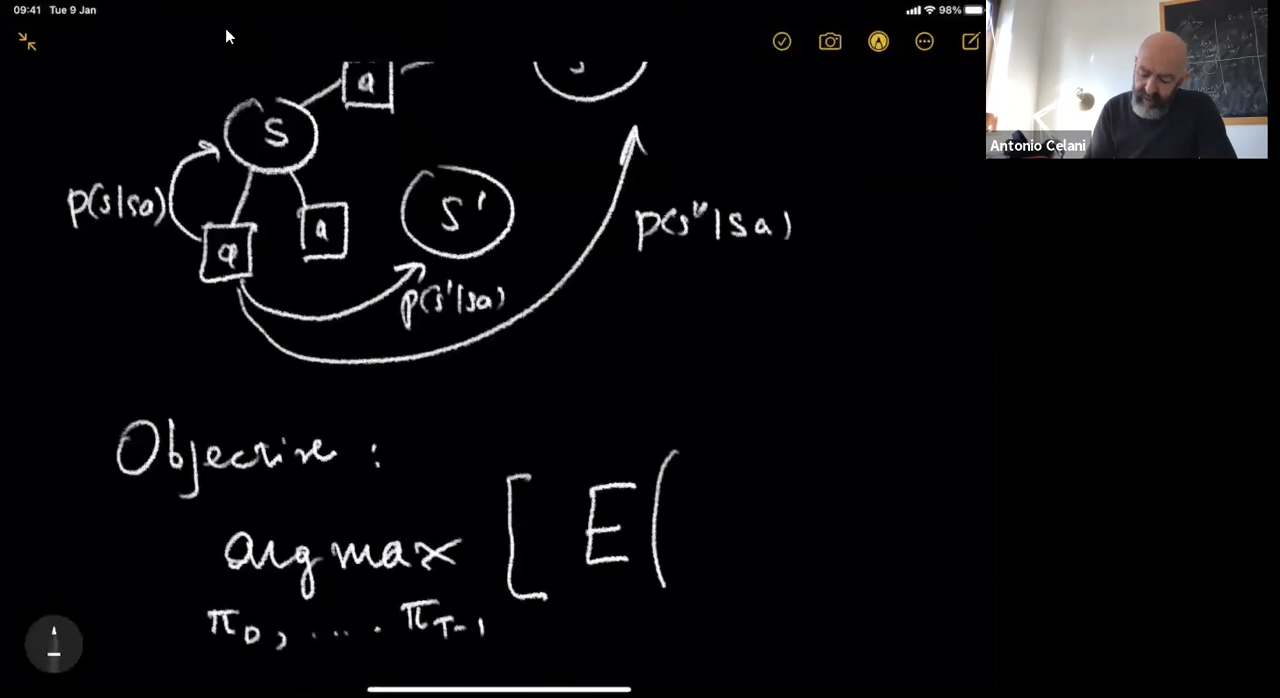 09:41 Tue 9 Jan
98%
Antonio Celani
a
s
s
p(s|sa)
a
a
s'
p(s'|sa)
p(s''|sa)
Objective :
argmax [ E (
π0, .... πT-1